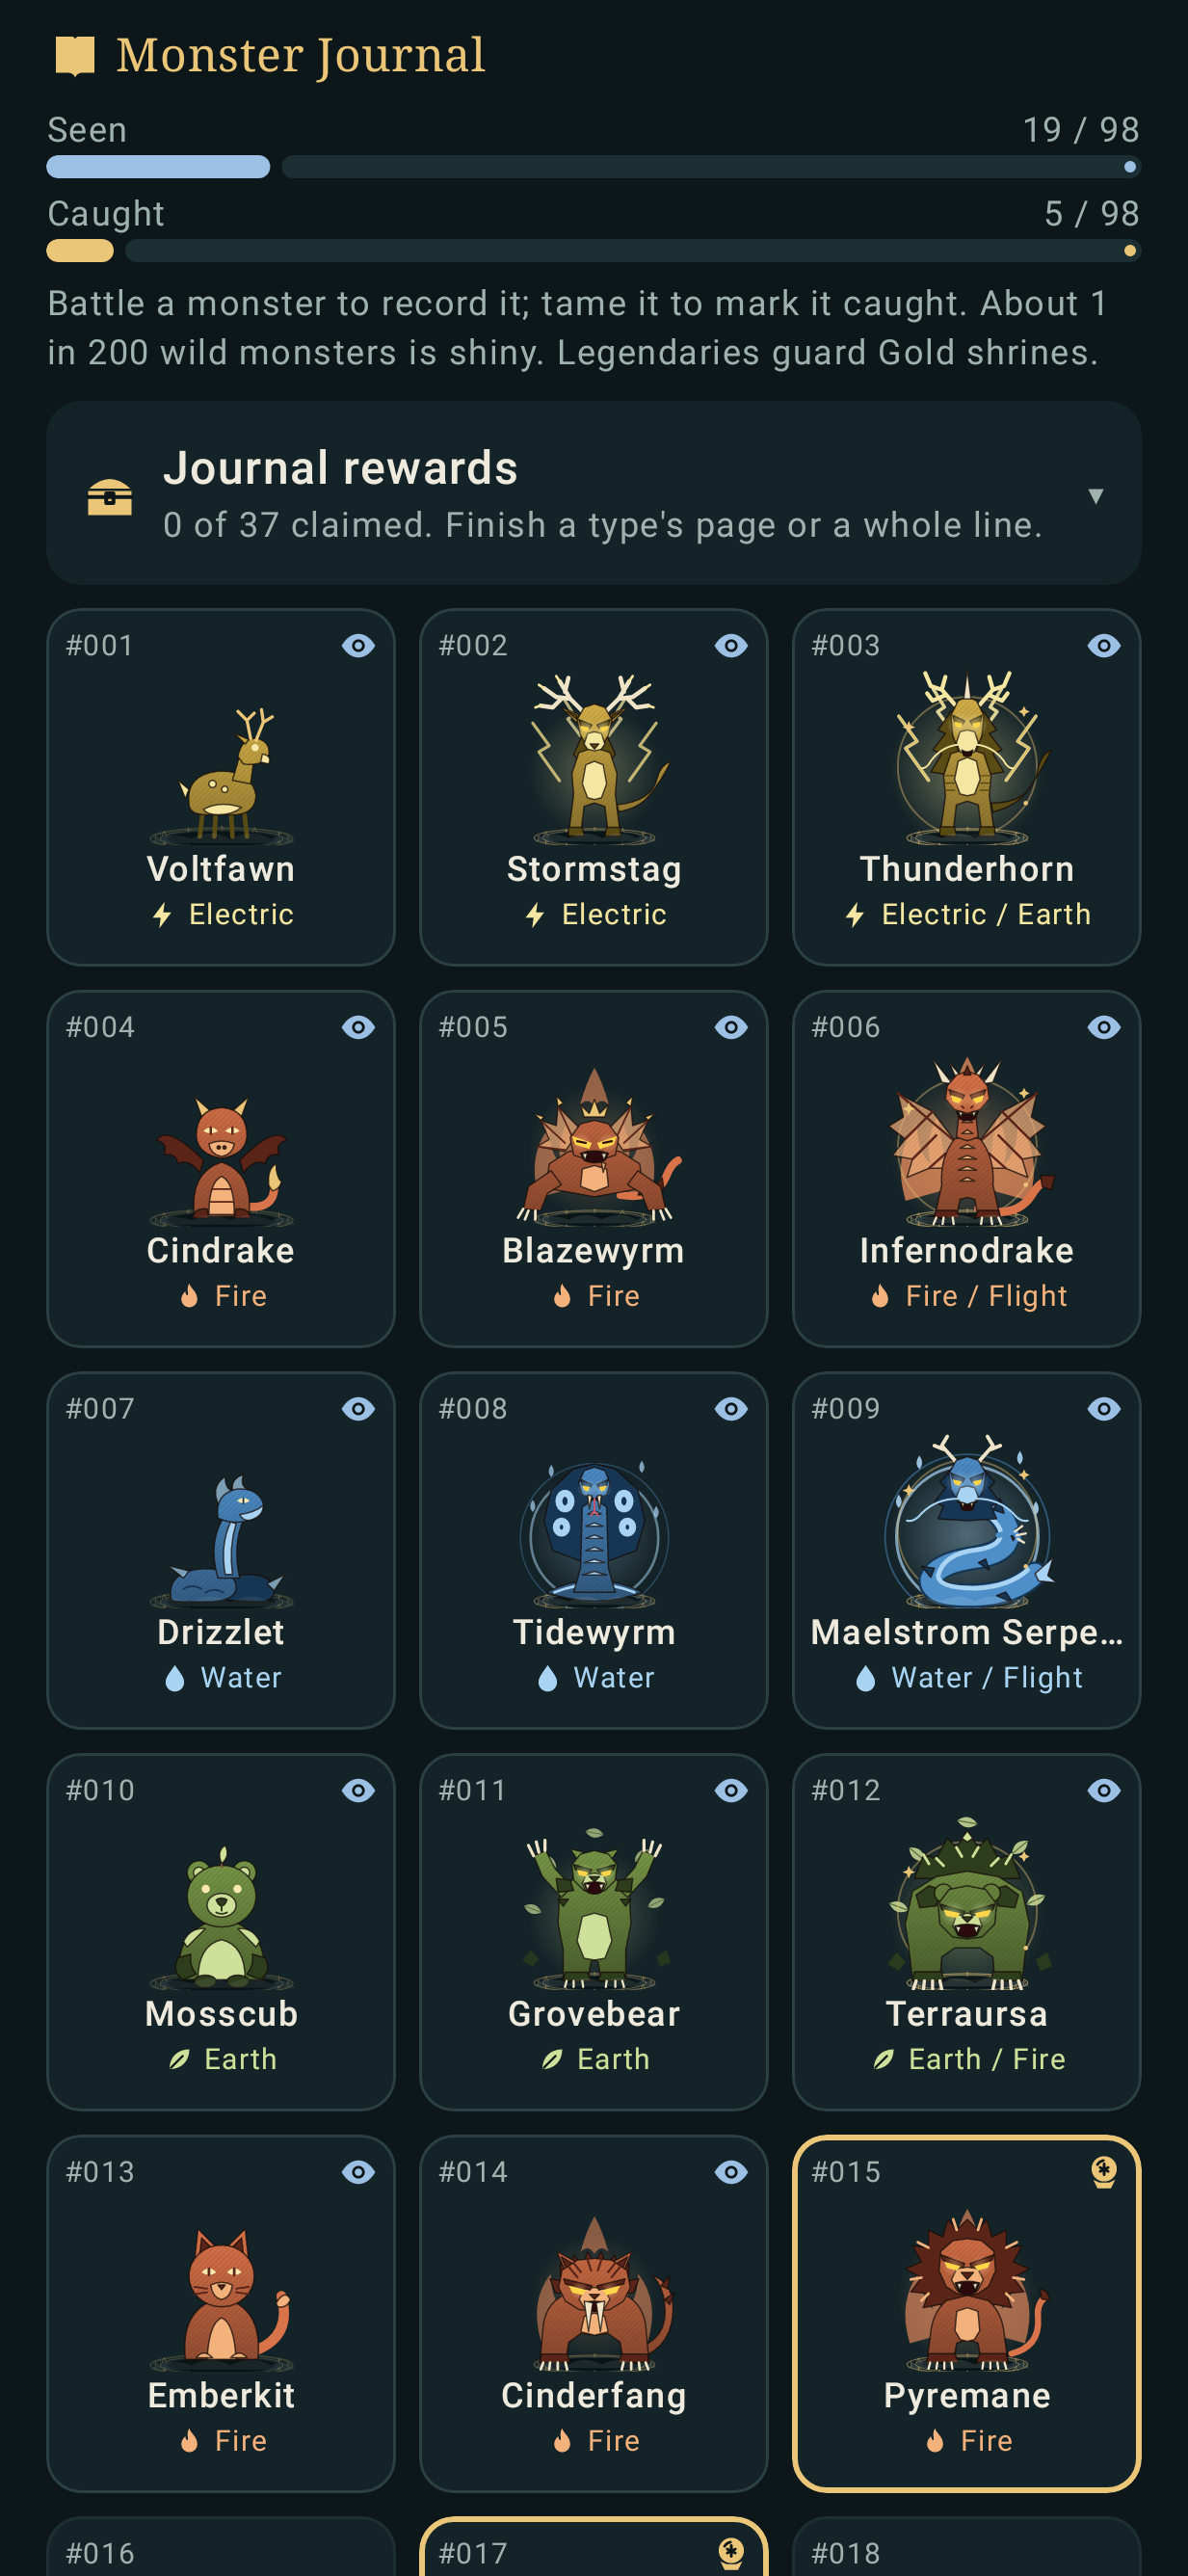 Monster Journal
Seen 19 / 98
Caught 5 / 98
Battle a monster to record it; tame it to mark it caught. About 1
in 200 wild monsters is shiny. Legendaries guard Gold shrines.
Journal rewards
0 of 37 claimed. Finish a type's page or a whole line.
#001 #002 #003
Voltfawn Stormstag Thunderhorn
Electric Electric Electric / Earth
#004 #005 #006
Cindrake Blazewyrm Infernodrake
Fire Fire Fire / Flight
#007 #008 #009
Drizzlet Tidewyrm Maelstrom Serpe...
Water Water Water / Flight
#010 #011 #012
Mosscub Grovebear Terraursa
Earth Earth Earth / Fire
#013 #014 #015
Emberkit Cinderfang Pyremane
Fire Fire Fire
#016 #017 #018